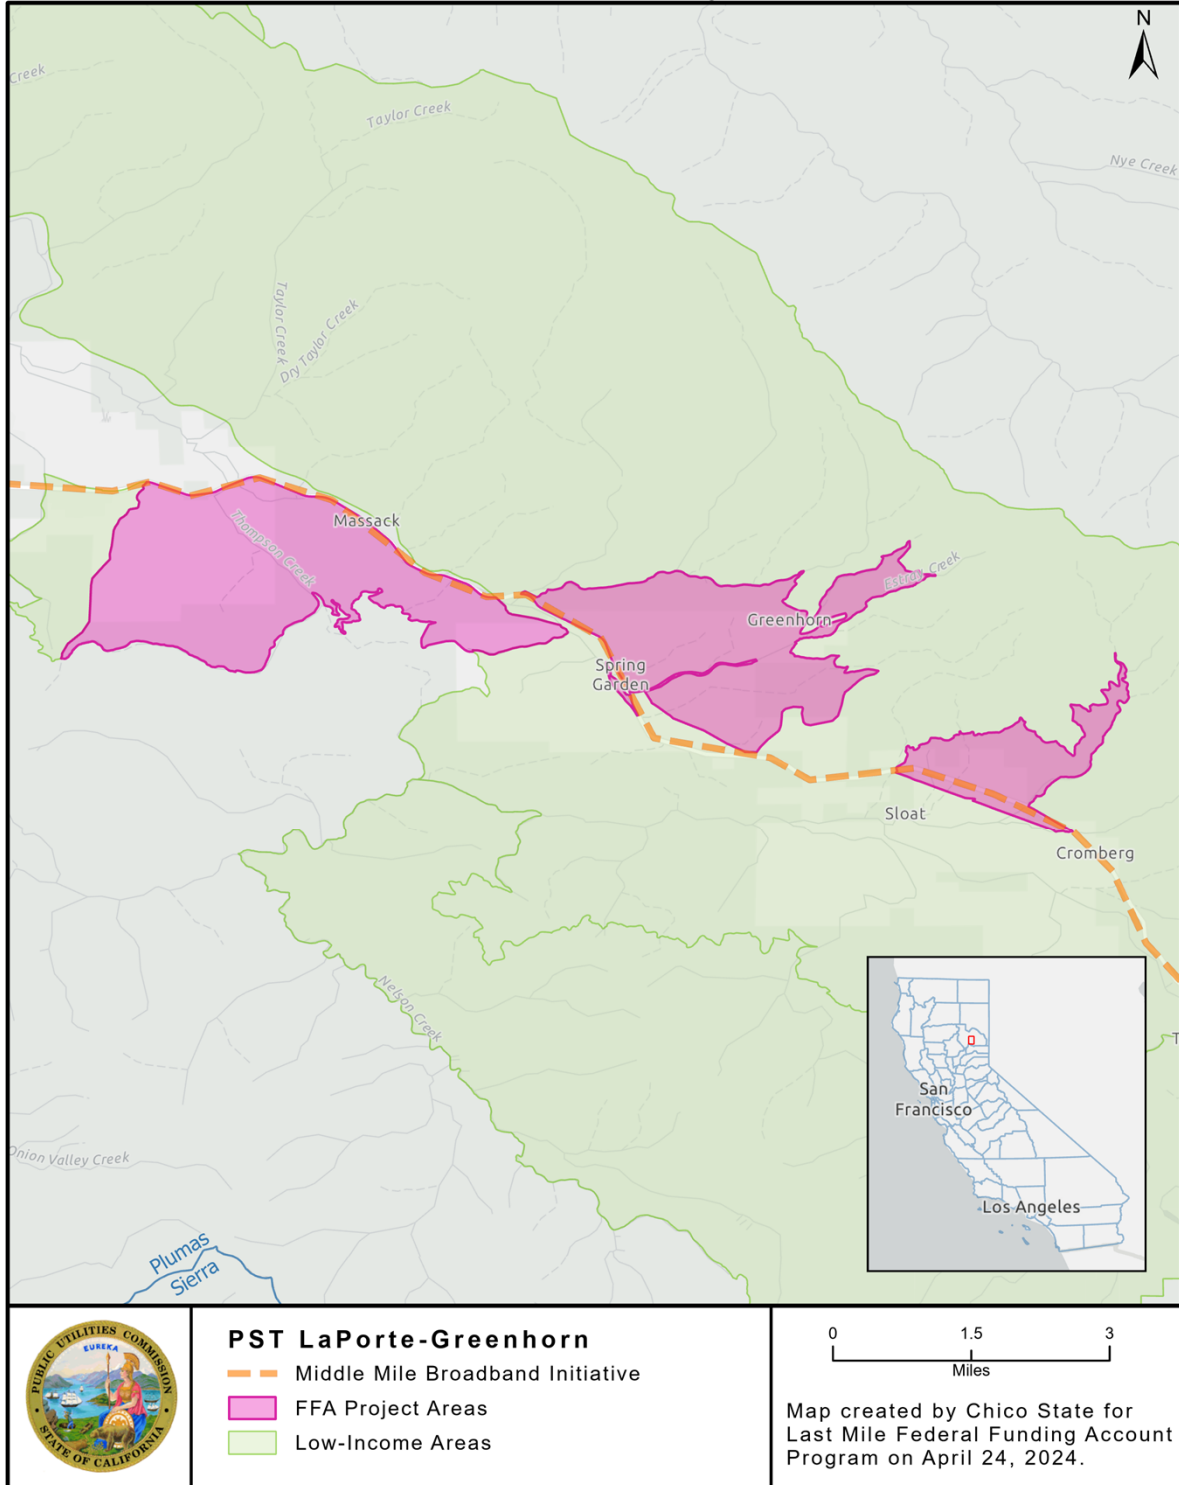 N
Creek
Taylor Creek
Nye Creek
Taylor Creek
Dry Taylor Creek
Massack
Thompson Creek
Estray Creek
Greenhorn
Spring
Garden
Sloat
Cromberg
Nelson Creek
San
Francisco
Los Angeles
T
Onion Valley Creek
Plumas
Sierra
PUBLIC UTILITIES COMMISSION
EUREKA
STATE OF CALIFORNIA
PST LaPorte-Greenhorn
Middle Mile Broadband Initiative
FFA Project Areas
Low-Income Areas
0 1.5 3
Miles
Map created by Chico State for
Last Mile Federal Funding Account
Program on April 24, 2024.